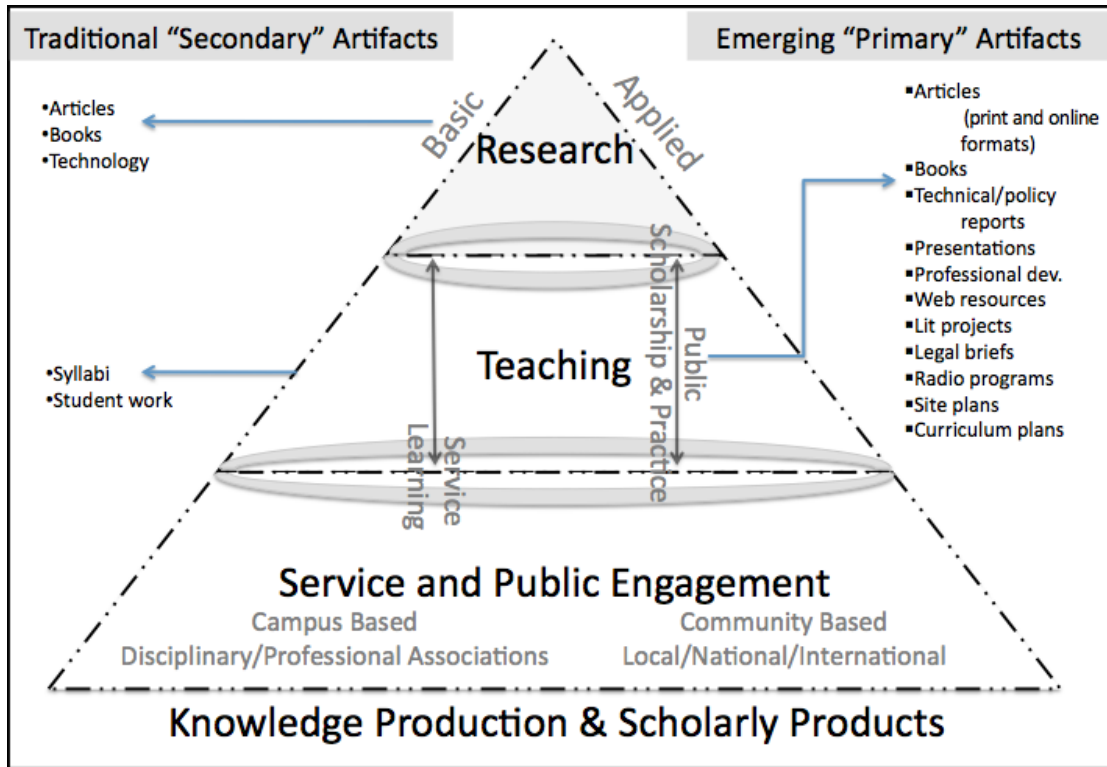 Traditional “Secondary” Artifacts
Emerging “Primary” Artifacts
•Articles
•Books
•Technology
Basic
Applied
Research
▪Articles
(print and online
formats)
▪Books
▪Technical/policy
reports
▪Presentations
▪Professional dev.
▪Web resources
▪Lit projects
▪Legal briefs
▪Radio programs
▪Site plans
▪Curriculum plans
•Syllabi
•Student work
Teaching
Public
Scholarship & Practice
Service
Learning
Service and Public Engagement
Campus Based
Disciplinary/Professional Associations
Community Based
Local/National/International
Knowledge Production & Scholarly Products